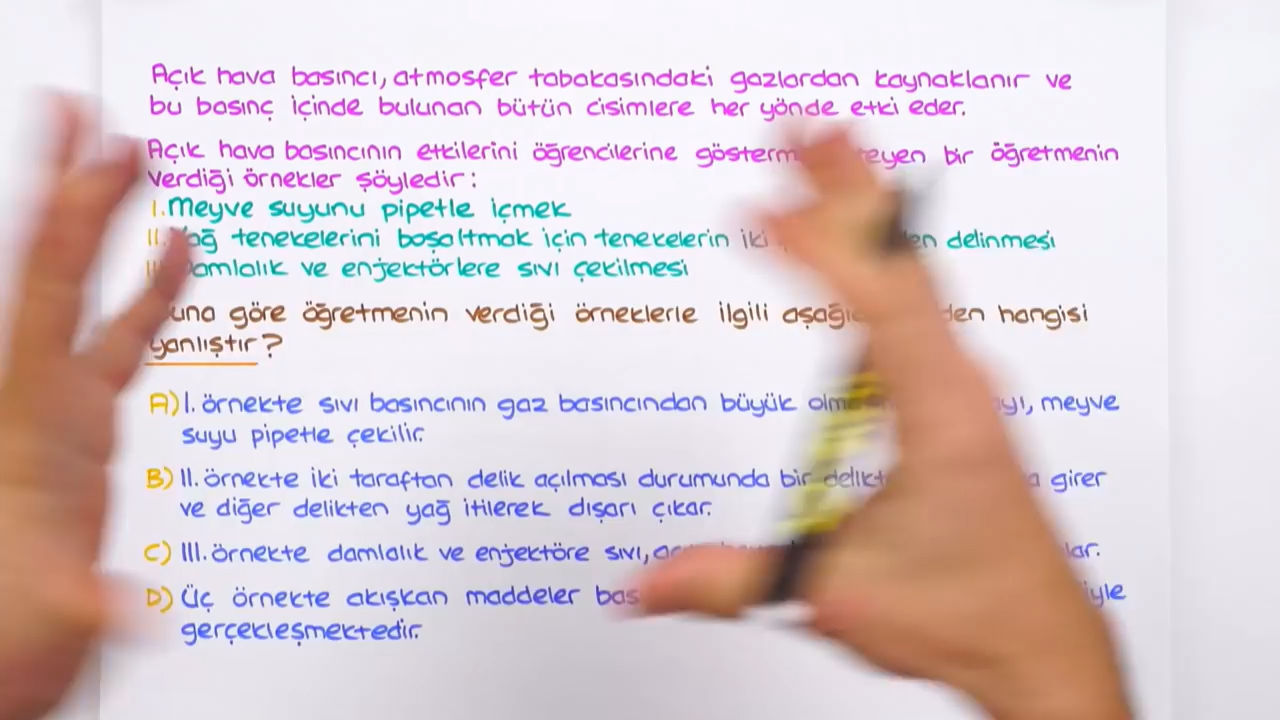 Açık hava basıncı, atmosfer tabakasındaki gazlardan kaynaklanır ve
bu basınç içinde bulunan bütün cisimlere her yönde etki eder.
Açık hava basıncının etkilerini öğrencilerine bir öğretmenin
verdiği örnekler şöyledir:
I. Meyve suyunu pipetle içmek
II. tenekelerini boşaltmak için tenekelerin iki delinmesi
ve enjektörlere sıvı çekilmesi
göre öğretmenin verdiği örneklerle ilgili hangisi
yanlıştır?
A) I. örnekte sıvı basıncının gaz basıncından büyük meyve
suyu pipetle çekilir.
B) II. örnekte iki taraftan delik açılması durumunda bir girer
ve diğer delikten yağ itilerek dışarı çıkar.
C) III. örnekte damlalık ve enjektöre sıvı,
D) Üç örnekte akışkan maddeler
gerçekleşmektedir.